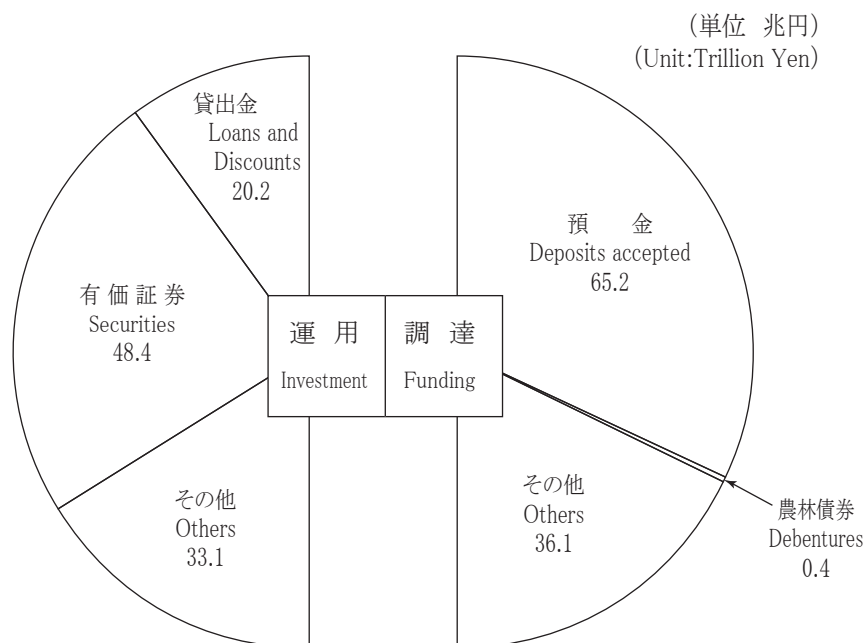 （単位　兆円）
（Unit:Trillion Yen）
貸出金
Loans and
Discounts
20.2
有 価 証 券
Securities
48.4
その他
Others
33.1
運　用
Investment
調　達
Funding
預　　金
Deposits accepted
65.2
その他
Others
36.1
農林債券
Debentures
0.4